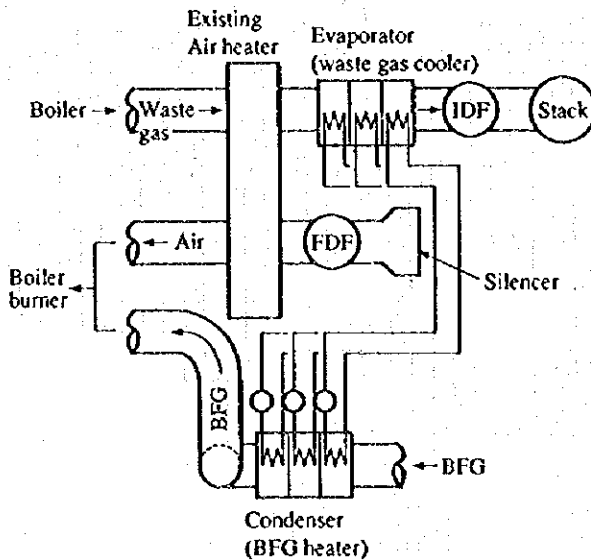 Existing
Air heater
Evaporator
(waste gas cooler)
Boiler
Waste
gas
IDF
Stack
Air
FDF
Silencer
Boiler
burner
BFG
BFG
Condenser
(BFG heater)